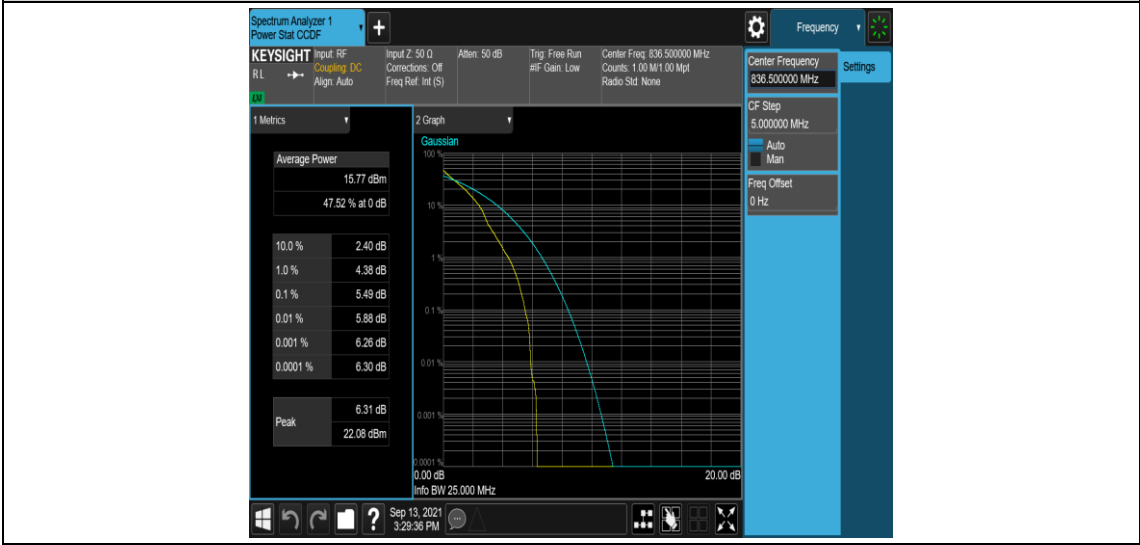 Spectrum Analyzer 1
Power Stat CCDF
+
Frequency
KEYSIGHT
RL
LM
Input: RF
Coupling: DC
Align: Auto
Input Z: 50 Ω
Corrections: Off
Freq Ref: Int (S)
Atten: 50 dB
Trig: Free Run
#IF Gain: Low
Center Freq: 836.500000 MHz
Counts: 1.00 M/1.00 Mpt
Radio Std: None
Center Frequency
836.500000 MHz
Settings
CF Step
5.000000 MHz
Auto
Man
Freq Offset
0 Hz
1 Metrics
Average Power
15.77 dBm
47.52 % at 0 dB
10.0 % 2.40 dB
1.0 % 4.38 dB
0.1 % 5.49 dB
0.01 % 5.88 dB
0.001 % 6.26 dB
0.0001 % 6.30 dB
Peak
6.31 dB
22.08 dBm
2 Graph
Gaussian
100 %
10 %
1 %
0.1 %
0.01 %
0.001 %
0.0001 %
0.00 dB 20.00 dB
Info BW 25.000 MHz
?
Sep 13, 2021
3:29:36 PM